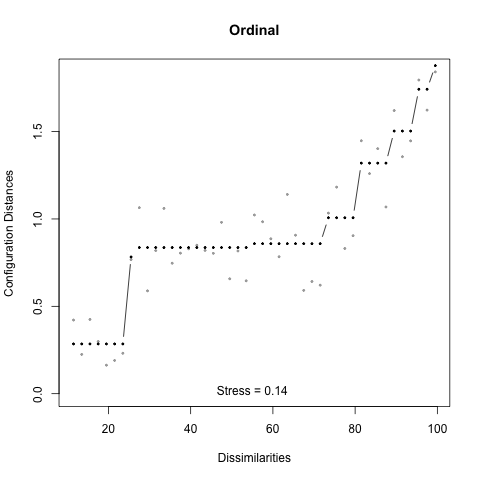 Ordinal
Configuration Distances
1.5
1.0
0.5
0.0
Stress = 0.14
20 40 60 80 100
Dissimilarities